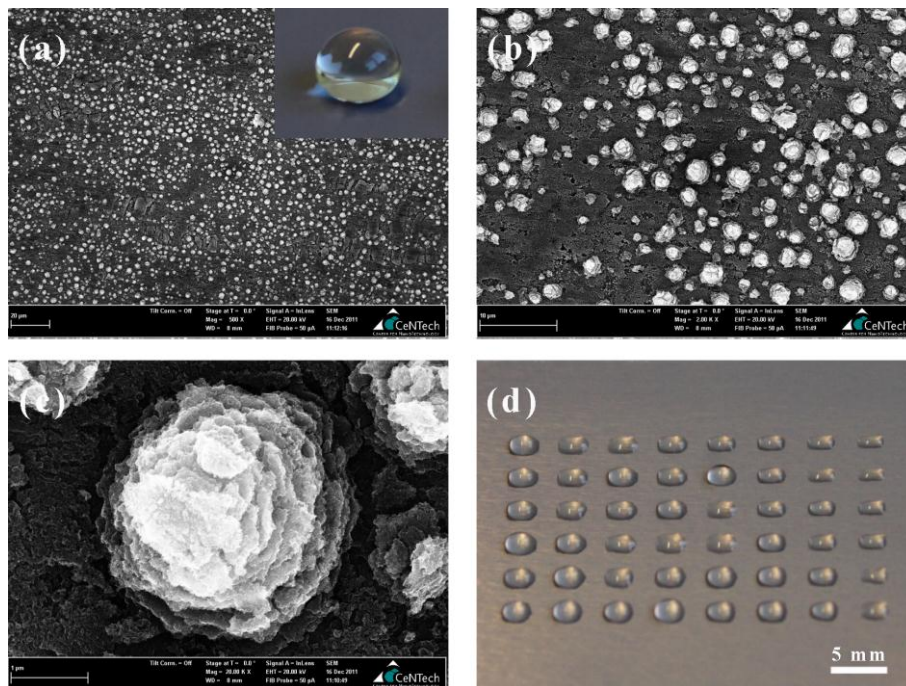 (a)
20 µm
Tilt Corrn. = Off
Stage at T = 0.0 °
Signal A = InLens
SEM
Mag = 500 X
EHT = 20.00 kV
16 Dec 2011
WD = 8 mm
FIB Probe = 50 pA
11:12:16
CeNTech
(b)
10 µm
Tilt Corrn. = Off
Stage at T = 0.0 °
Signal A = InLens
SEM
Mag = 2.00 K X
EHT = 20.00 kV
16 Dec 2011
WD = 8 mm
FIB Probe = 50 pA
11:11:49
CeNTech
(c)
1 µm
Tilt Corrn. = Off
Stage at T = 0.0 °
Signal A = InLens
SEM
Mag = 20.00 K X
EHT = 20.00 kV
16 Dec 2011
WD = 8 mm
FIB Probe = 50 pA
11:10:49
CeNTech
(d)
5 mm